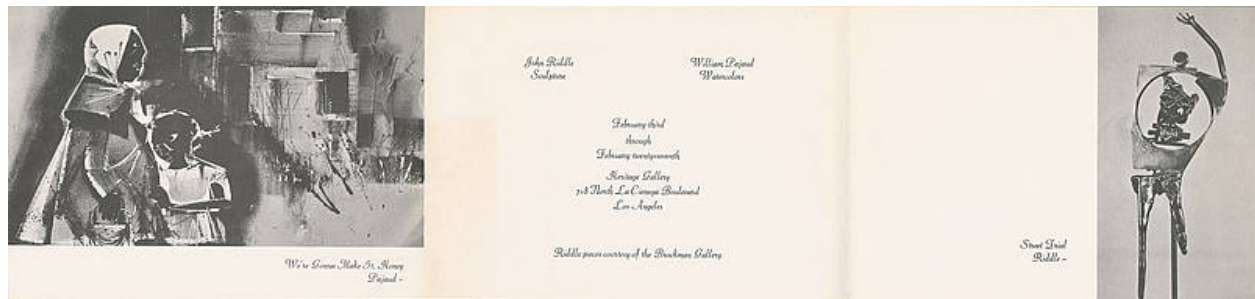 We're Gonna Make It, Honey
Pajaud -
John Riddle
Sculpture
William Pajaud
Watercolors
February third
through
February twentyseventh
Heritage Gallery
718 North La Cienega Boulevard
Los Angeles
Riddle pieces courtesy of the Brockman Gallery
Street Trial
Riddle -